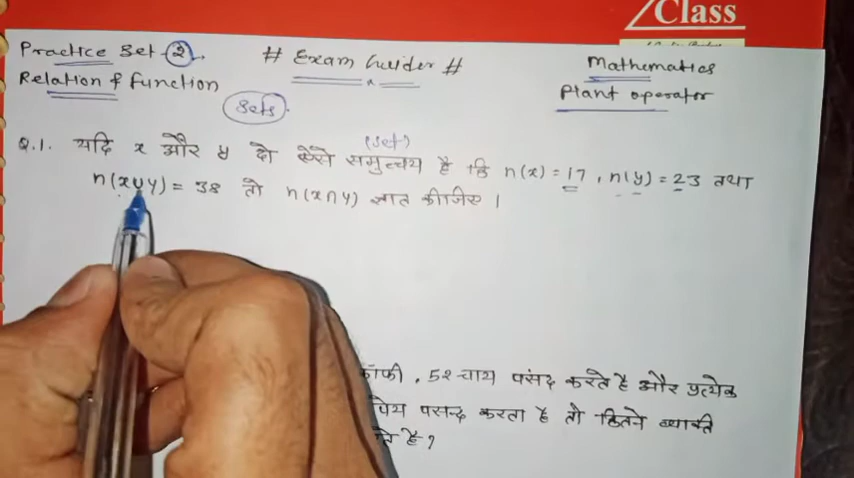 Class
Practice Set-2
# Exam Guider #
Mathematics
Relation & function
Plant operator
Sets
(set)
Q.1. यदि x और y दो ऐसे समुच्चय है कि n(x) = 17, n(y) = 23 तथा
n(x∪y) = 38 तो n(x∩y) ज्ञात कीजिए।
कॉफी, 52 चाय पसंद करते है और प्रत्येक
पेय पसन्द करता है तो कितने व्यक्ति
है?